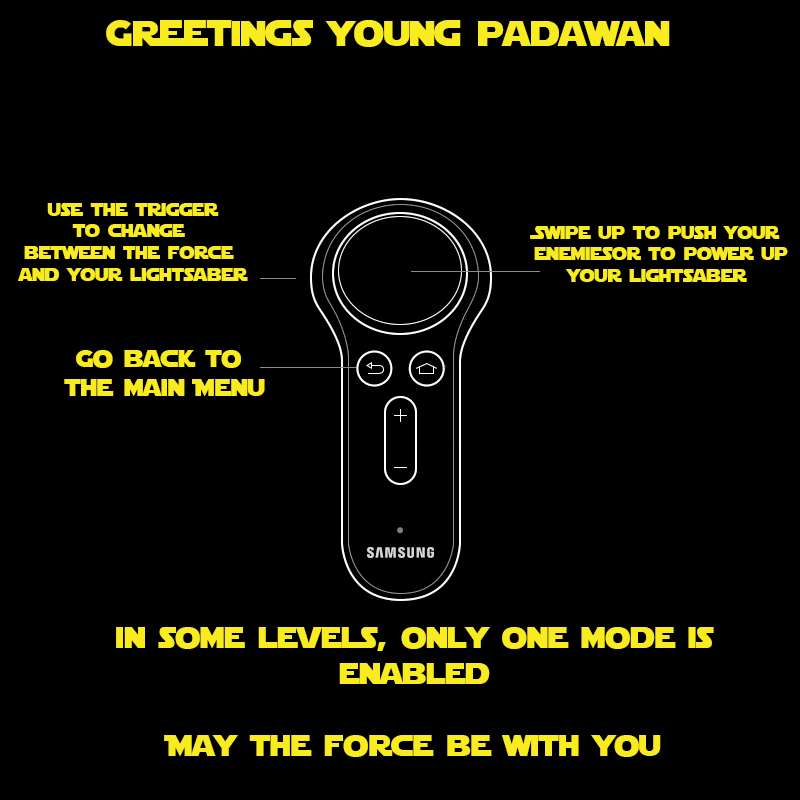 GREETINGS YOUNG PADAWAN
USE THE TRIGGER
TO CHANGE
BETWEEN THE FORCE
AND YOUR LIGHTSABER
SWIPE UP TO PUSH YOUR
ENEMIESOR TO POWER UP
YOUR LIGHTSABER
GO BACK TO
THE MAIN MENU
+
−
SAMSUNG
IN SOME LEVELS, ONLY ONE MODE IS
ENABLED
MAY THE FORCE BE WITH YOU